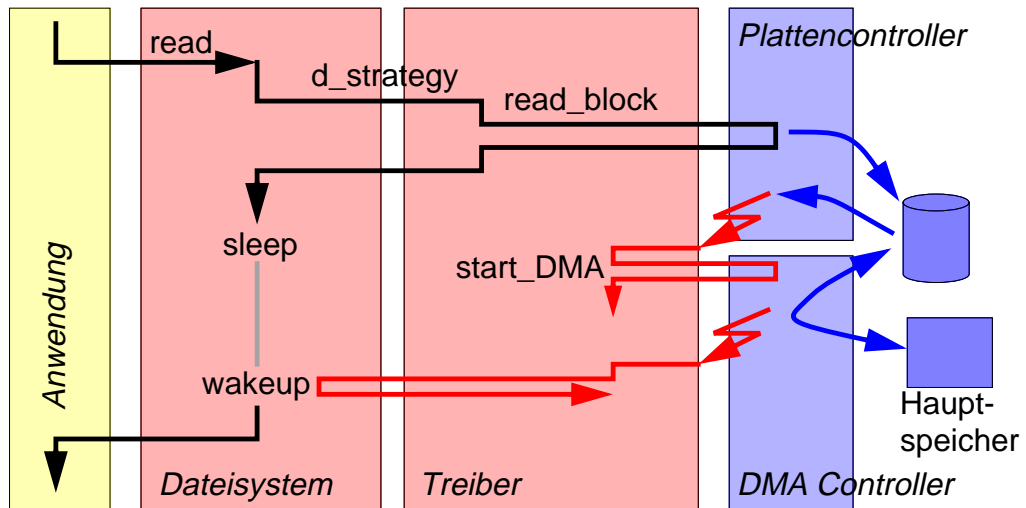 read
Plattencontroller
d_strategy
read_block
sleep
start_DMA
Anwendung
wakeup
Haupt-
speicher
Dateisystem
Treiber
DMA Controller